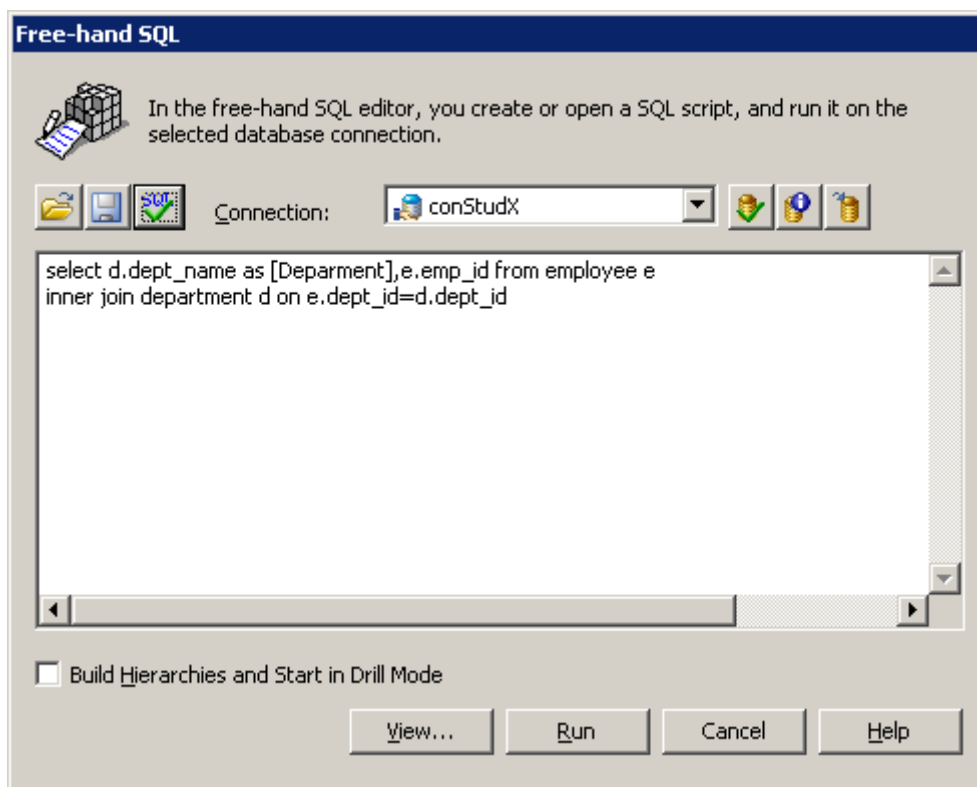 Free-hand SQL
In the free-hand SQL editor, you create or open a SQL script, and run it on the
selected database connection.
SQL
Connection:
conStudX
select d.dept_name as [Deparment],e.emp_id from employee e
inner join department d on e.dept_id=d.dept_id
Build Hierarchies and Start in Drill Mode
View...
Run
Cancel
Help